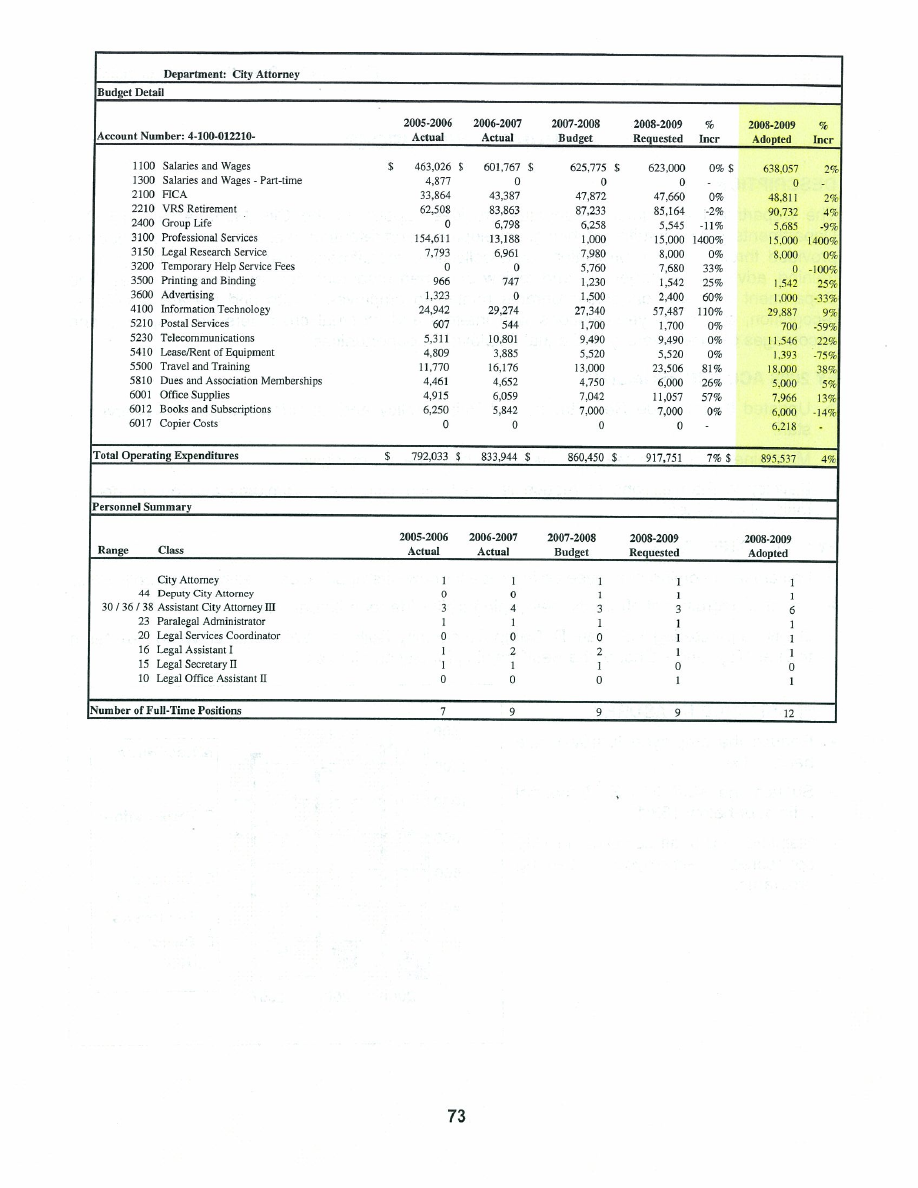 Department: City Attorney
Budget Detail
2005-2006 2006-2007 2007-2008 2008-2009 % 2008-2009 %
Account Number: 4-100-012210- Actual Actual Budget Requested Incr Adopted Incr
1100 Salaries and Wages $ 463,026 $ 601,767 $ 625,775 $ 623,000 0% $ 638,057 2%
1300 Salaries and Wages - Part-time 4,877 0 0 0 - 0 -
2100 FICA 33,864 43,387 47,872 47,660 0% 48,811 2%
2210 VRS Retirement 62,508 83,863 87,233 85,164 -2% 90,732 4%
2400 Group Life 0 6,798 6,258 5,545 -11% 5,685 -9%
3100 Professional Services 154,611 13,188 1,000 15,000 1400% 15,000 1400%
3150 Legal Research Service 7,793 6,961 7,980 8,000 0% 8,000 0%
3200 Temporary Help Service Fees 0 0 5,760 7,680 33% 0 -100%
3500 Printing and Binding 966 747 1,230 1,542 25% 1,542 25%
3600 Advertising 1,323 0 1,500 2,400 60% 1,000 -33%
4100 Information Technology 24,942 29,274 27,340 57,487 110% 29,887 9%
5210 Postal Services 607 544 1,700 1,700 0% 700 -59%
5230 Telecommunications 5,311 10,801 9,490 9,490 0% 11,546 22%
5410 Lease/Rent of Equipment 4,809 3,885 5,520 5,520 0% 1,393 -75%
5500 Travel and Training 11,770 16,176 13,000 23,506 81% 18,000 38%
5810 Dues and Association Memberships 4,461 4,652 4,750 6,000 26% 5,000 5%
6001 Office Supplies 4,915 6,059 7,042 11,057 57% 7,966 13%
6012 Books and Subscriptions 6,250 5,842 7,000 7,000 0% 6,000 -14%
6017 Copier Costs 0 0 0 0 - 6,218 -
Total Operating Expenditures $ 792,033 $ 833,944 $ 860,450 $ 917,751 7% $ 895,537 4%
Personnel Summary
2005-2006 2006-2007 2007-2008 2008-2009 2008-2009
Range Class Actual Actual Budget Requested Adopted
City Attorney 1 1 1 1 1
44 Deputy City Attorney 0 0 1 1 1
30 / 36 / 38 Assistant City Attorney III 3 4 3 3 6
23 Paralegal Administrator 1 1 1 1 1
20 Legal Services Coordinator 0 0 0 1 1
16 Legal Assistant I 1 2 2 1 1
15 Legal Secretary II 1 1 1 0 0
10 Legal Office Assistant II 0 0 0 1 1
Number of Full-Time Positions 7 9 9 9 12
73